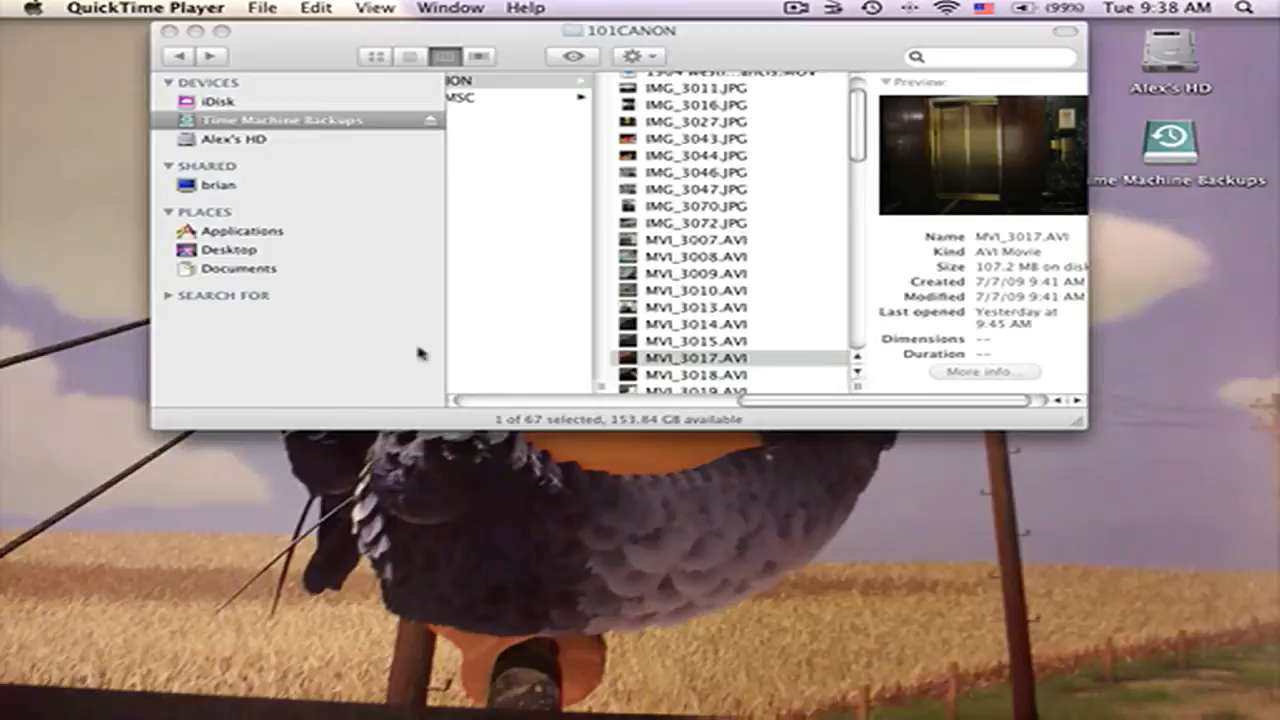 QuickTime Player File Edit View Window Help (99%) Tue 9:38 AM
101CANON
DEVICES
iDisk
Time Machine Backups
Alex's HD
SHARED
brian
PLACES
Applications
Desktop
Documents
SEARCH FOR
ION
MSC
IMG_3011.JPG
IMG_3016.JPG
IMG_3027.JPG
IMG_3043.JPG
IMG_3044.JPG
IMG_3046.JPG
IMG_3047.JPG
IMG_3070.JPG
IMG_3072.JPG
MVI_3007.AVI
MVI_3008.AVI
MVI_3009.AVI
MVI_3010.AVI
MVI_3013.AVI
MVI_3014.AVI
MVI_3015.AVI
MVI_3017.AVI
MVI_3018.AVI
MVI_3019.AVI
Preview:
Name MVI_3017.AVI
Kind AVI Movie
Size 107.2 MB on disk
Created 7/7/09 9:41 AM
Modified 7/7/09 9:41 AM
Last opened Yesterday at
9:45 AM
Dimensions --
Duration --
More info...
1 of 67 selected, 153.84 GB available
Alex's HD
me Machine Backups